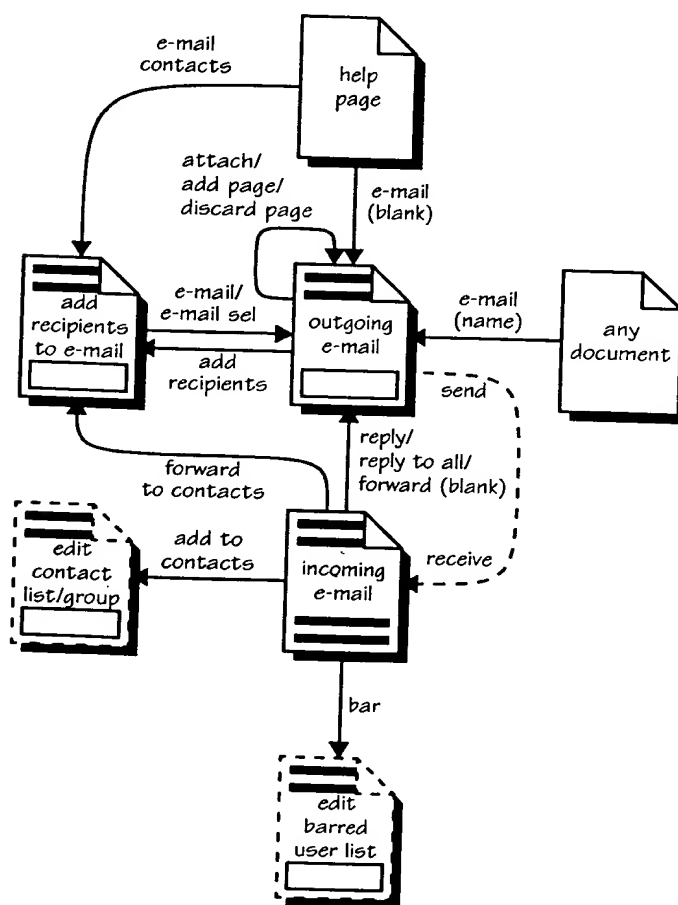 e-mail
contacts
help
page
attach/
add page/
discard page
e-mail
(blank)
add
recipients
to e-mail
e-mail/
e-mail sel
add
recipients
outgoing
e-mail
e-mail
(name)
any
document
send
forward
to contacts
reply/
reply to all/
forward (blank)
edit
contact
list/group
add to
contacts
incoming
e-mail
receive
bar
edit
barred
user list